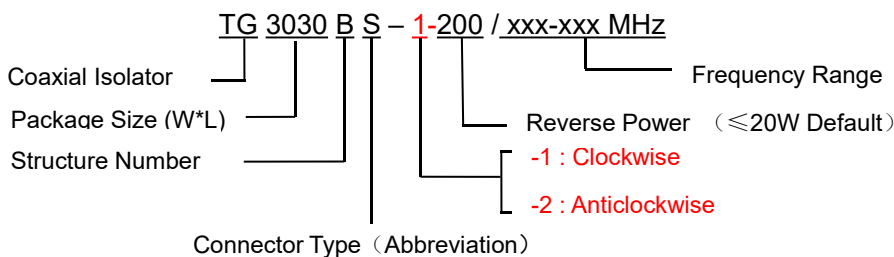 TG 3030 B S – 1-200 / xxx-xxx MHz
Coaxial Isolator
Frequency Range
Package Size (W*L)
Reverse Power （≤20W Default）
Structure Number
-1 : Clockwise
-2 : Anticlockwise
Connector Type（Abbreviation）